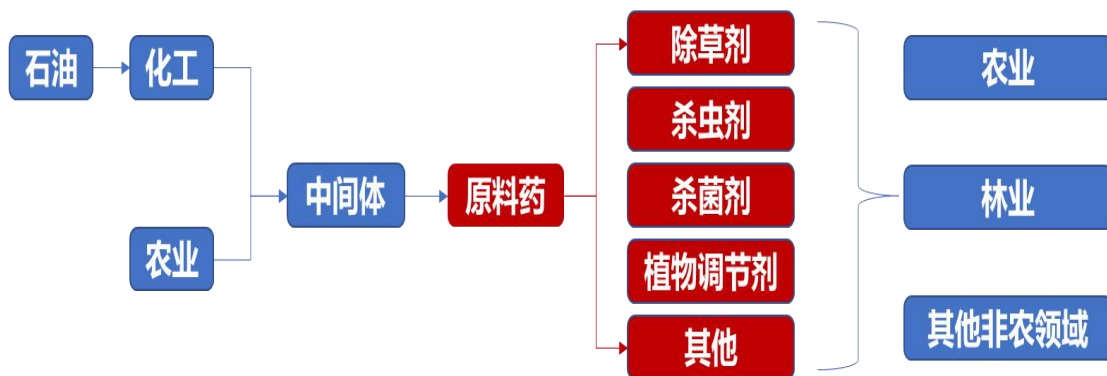 石油
化工
农业
中间体
原料药
除草剂
杀虫剂
杀菌剂
植物调节剂
其他
农业
林业
其他非农领域